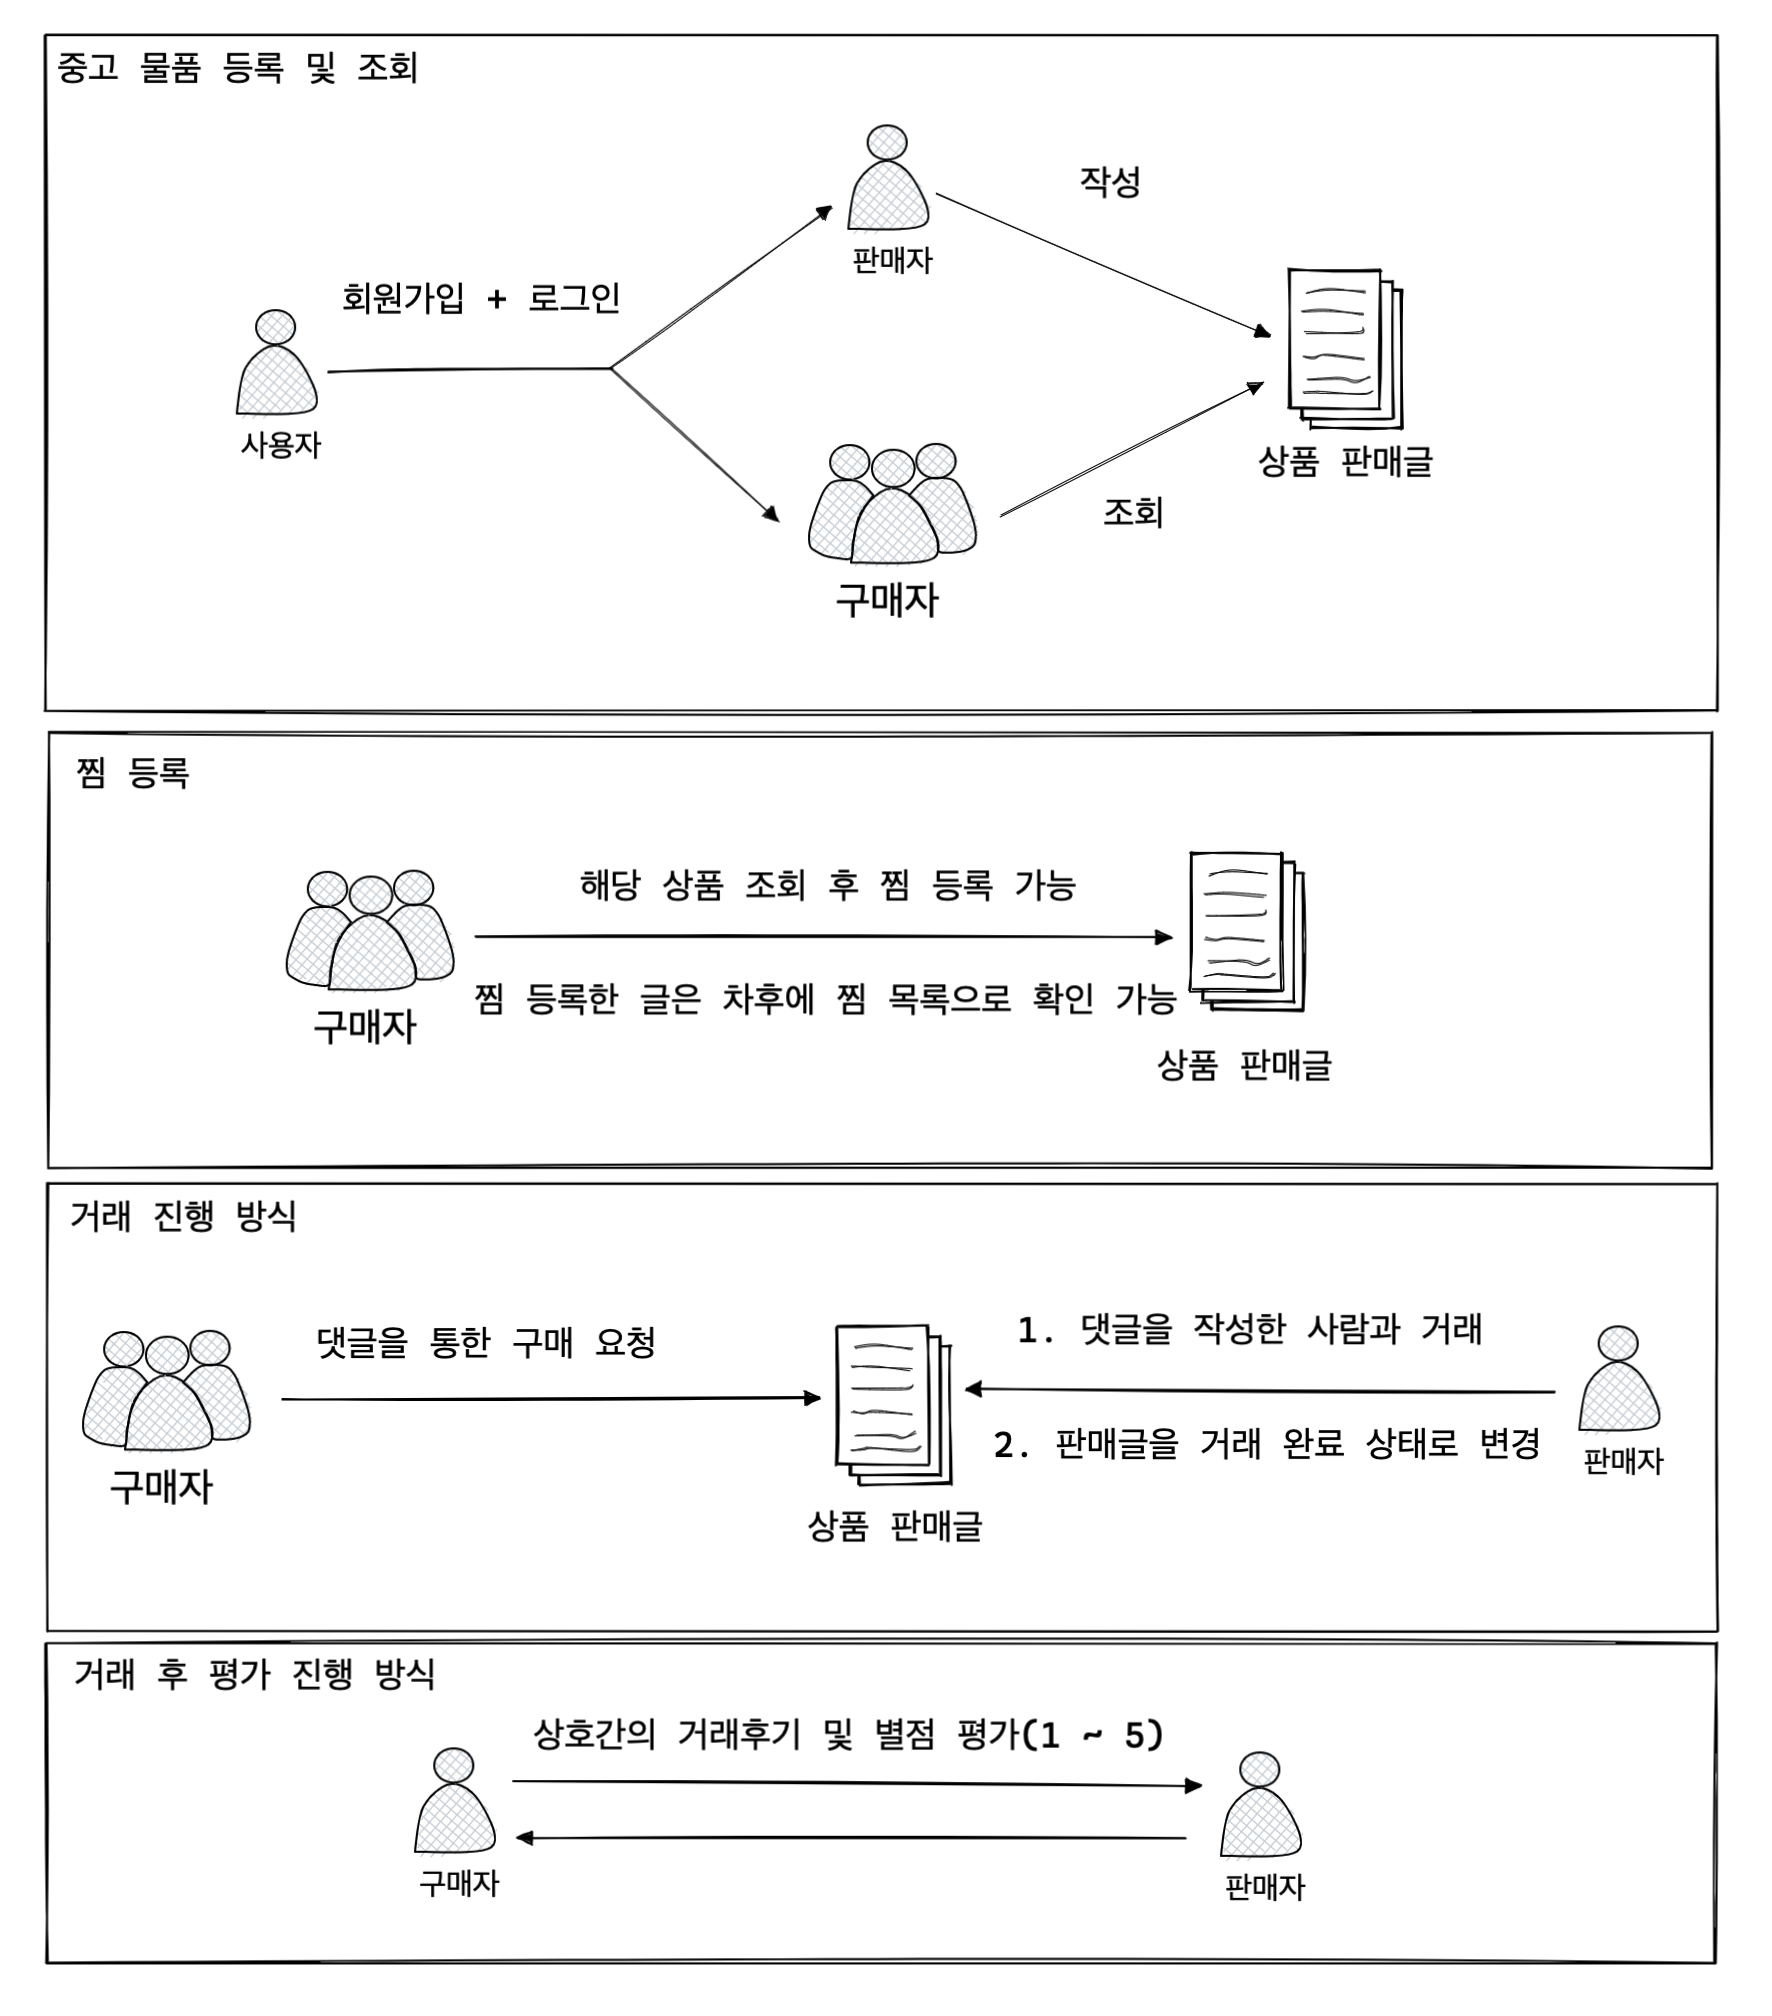 중고 물품 등록 및 조회
판매자
작성
회원가입 + 로그인
사용자
상품 판매글
조회
구매자
찜 등록
해당 상품 조회 후 찜 등록 가능
찜 등록한 글은 차후에 찜 목록으로 확인 가능
구매자
상품 판매글
거래 진행 방식
댓글을 통한 구매 요청
1. 댓글을 작성한 사람과 거래
2. 판매글을 거래 완료 상태로 변경
구매자
판매자
상품 판매글
거래 후 평가 진행 방식
상호간의 거래후기 및 별점 평가(1 ~ 5)
구매자
판매자